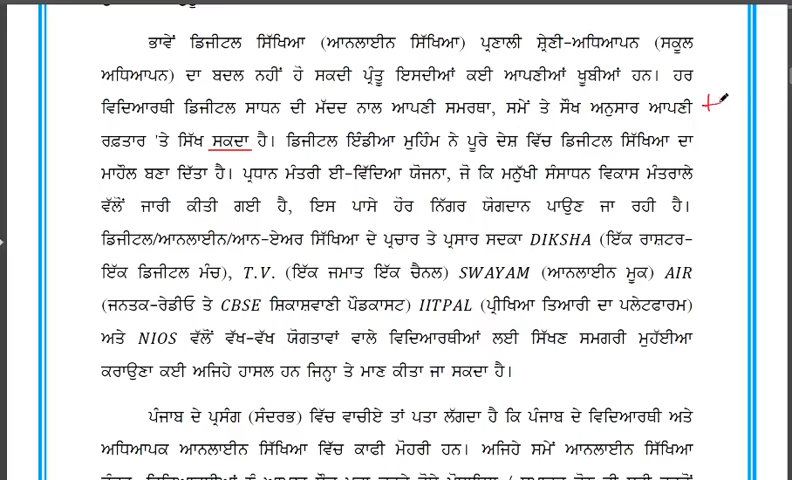 ਭਾਵੇਂ ਡਿਜੀਟਲ ਸਿੱਖਿਆ (ਆਨਲਾਈਨ ਸਿੱਖਿਆ) ਪ੍ਰਣਾਲੀ ਸ਼੍ਰੇਣੀ-ਅਧਿਆਪਨ (ਸਕੂਲ
ਅਧਿਆਪਨ) ਦਾ ਬਦਲ ਨਹੀਂ ਹੋ ਸਕਦੀ ਪ੍ਰੰਤੂ ਇਸਦੀਆਂ ਕਈ ਆਪਣੀਆਂ ਖੂਬੀਆਂ ਹਨ। ਹਰ
ਵਿਦਿਆਰਥੀ ਡਿਜੀਟਲ ਸਾਧਨ ਦੀ ਮੱਦਦ ਨਾਲ ਆਪਣੀ ਸਮਰਥਾ, ਸਮੇਂ ਤੇ ਸੌਖ ਅਨੁਸਾਰ ਆਪਣੀ
ਰਫ਼ਤਾਰ 'ਤੇ ਸਿੱਖ ਸਕਦਾ ਹੈ। ਡਿਜੀਟਲ ਇੰਡੀਆ ਮੁਹਿੰਮ ਨੇ ਪੂਰੇ ਦੇਸ਼ ਵਿੱਚ ਡਿਜੀਟਲ ਸਿੱਖਿਆ ਦਾ
ਮਾਹੌਲ ਬਣਾ ਦਿੱਤਾ ਹੈ। ਪ੍ਰਧਾਨ ਮੰਤਰੀ ਈ-ਵਿੱਦਿਆ ਯੋਜਨਾ, ਜੋ ਕਿ ਮਨੁੱਖੀ ਸੰਸਾਧਨ ਵਿਕਾਸ ਮੰਤਰਾਲੇ
ਵੱਲੋਂ ਜਾਰੀ ਕੀਤੀ ਗਈ ਹੈ, ਇਸ ਪਾਸੇ ਹੋਰ ਨਿੱਗਰ ਯੋਗਦਾਨ ਪਾਉਣ ਜਾ ਰਹੀ ਹੈ।
ਡਿਜੀਟਲ/ਆਨਲਾਈਨ/ਆਨ-ਏਅਰ ਸਿੱਖਿਆ ਦੇ ਪ੍ਰਚਾਰ ਤੇ ਪ੍ਰਸਾਰ ਸਦਕਾ DIKSHA (ਇੱਕ ਰਾਸ਼ਟਰ-
ਇੱਕ ਡਿਜੀਟਲ ਮੰਚ), T.V. (ਇੱਕ ਜਮਾਤ ਇੱਕ ਚੈਨਲ) SWAYAM (ਆਨਲਾਈਨ ਮੂਕ) AIR
(ਜਨਤਕ-ਰੇਡੀਓ ਤੇ CBSE ਸ਼ਿਕਾਸ਼ਵਾਣੀ ਪੌਡਕਾਸਟ) IITPAL (ਪ੍ਰੀਖਿਆ ਤਿਆਰੀ ਦਾ ਪਲੇਟਫਾਰਮ)
ਅਤੇ NIOS ਵੱਲੋਂ ਵੱਖ-ਵੱਖ ਯੋਗਤਾਵਾਂ ਵਾਲੇ ਵਿਦਿਆਰਥੀਆਂ ਲਈ ਸਿੱਖਣ ਸਮਗਰੀ ਮੁਹੱਈਆ
ਕਰਾਉਣਾ ਕਈ ਅਜਿਹੇ ਹਾਸਲ ਹਨ ਜਿਨ੍ਹਾ ਤੇ ਮਾਣ ਕੀਤਾ ਜਾ ਸਕਦਾ ਹੈ।
ਪੰਜਾਬ ਦੇ ਪ੍ਰਸੰਗ (ਸੰਦਰਭ) ਵਿੱਚ ਵਾਚੀਏ ਤਾਂ ਪਤਾ ਲੱਗਦਾ ਹੈ ਕਿ ਪੰਜਾਬ ਦੇ ਵਿਦਿਆਰਥੀ ਅਤੇ
ਅਧਿਆਪਕ ਆਨਲਾਈਨ ਸਿੱਖਿਆ ਵਿੱਚ ਕਾਫੀ ਮੋਹਰੀ ਹਨ। ਅਜਿਹੇ ਸਮੇਂ ਆਨਲਾਈਨ ਸਿੱਖਿਆ